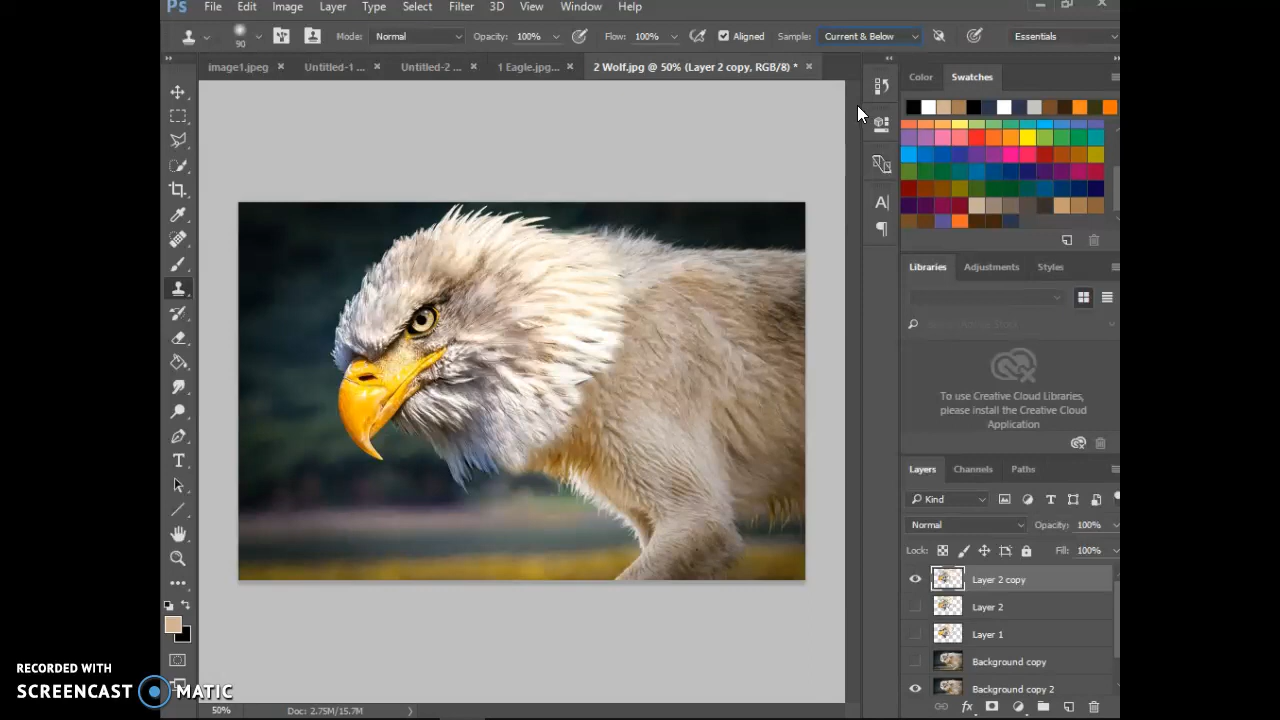 Ps File Edit Image Layer Type Select Filter 3D View Window Help
90 Mode: Normal Opacity: 100% Flow: 100% Aligned Sample: Current & Below Essentials
image1.jpeg × Untitled-1 ... × Untitled-2 ... × 1 Eagle.jpg... × 2 Wolf.jpg @ 50% (Layer 2 copy, RGB/8) * ×
Color Swatches
Libraries Adjustments Styles
To use Creative Cloud Libraries,
please install the Creative Cloud
Application
Layers Channels Paths
Kind
Normal Opacity: 100%
Lock: Fill: 100%
Layer 2 copy
Layer 2
Layer 1
Background copy
Background copy 2
50% Doc: 2.75M/15.7M
RECORDED WITH
SCREENCAST MATIC